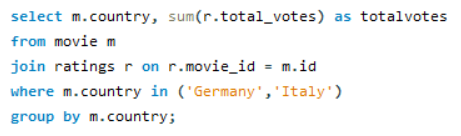 select m.country, sum(r.total_votes) as totalvotes
from movie m
join ratings r on r.movie_id = m.id
where m.country in ('Germany','Italy')
group by m.country;